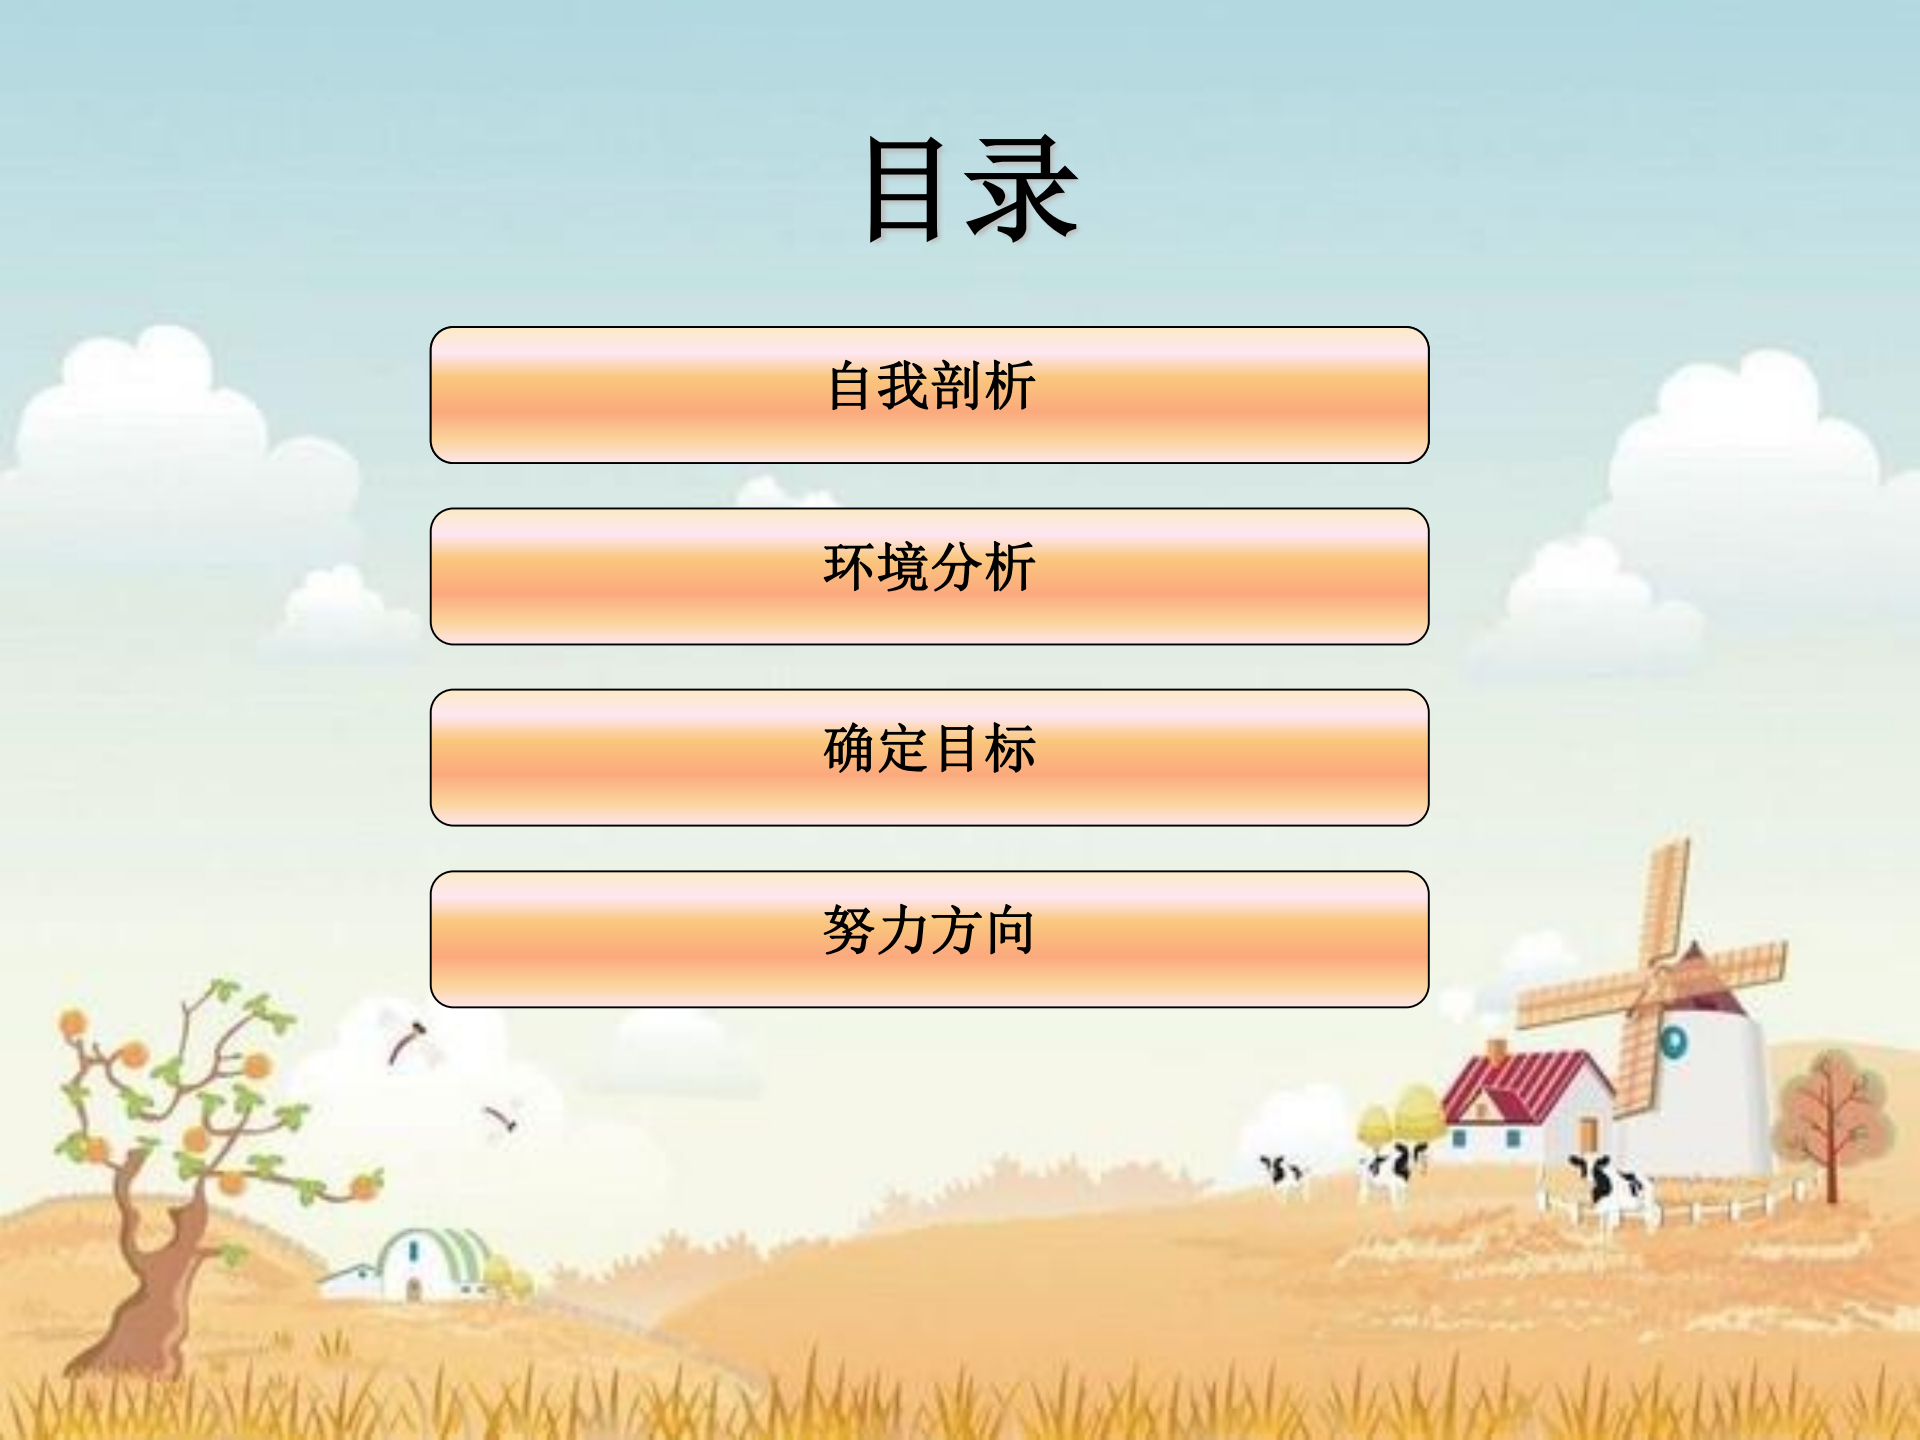 目录
自我剖析
环境分析
确定目标
努力方向